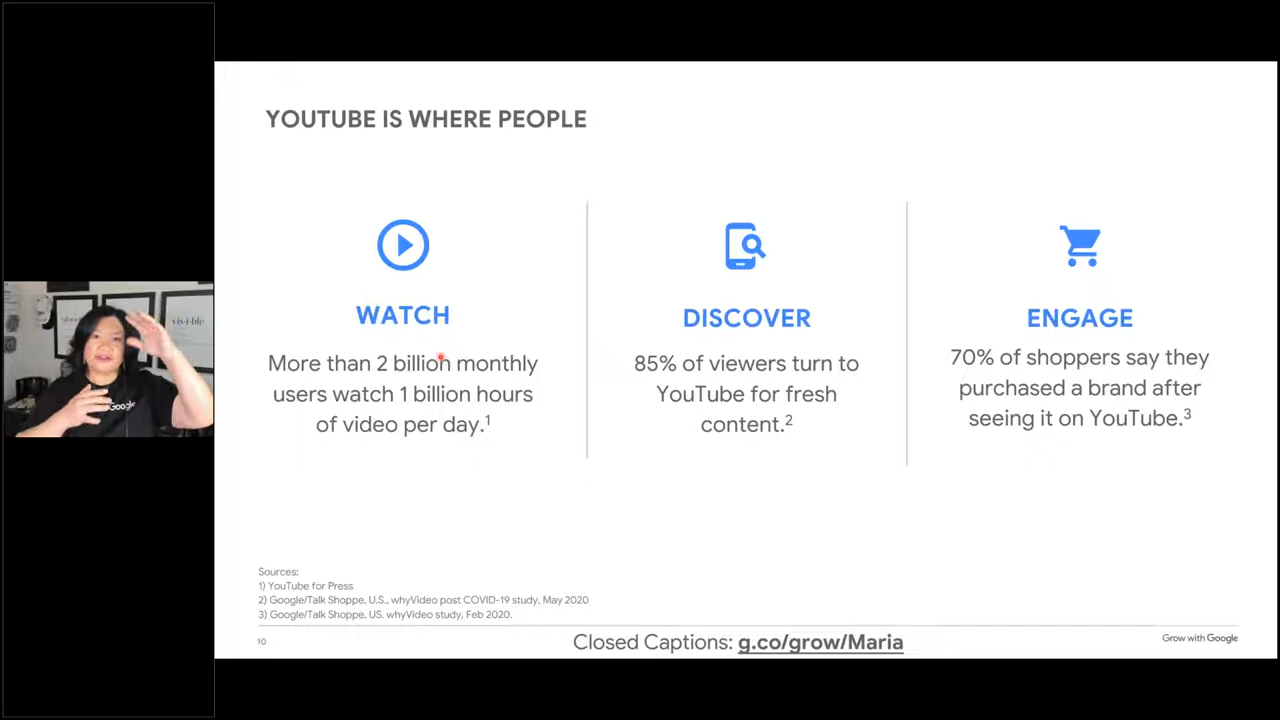 YOUTUBE IS WHERE PEOPLE
WATCH
More than 2 billion monthly
users watch 1 billion hours
of video per day.1
DISCOVER
85% of viewers turn to
YouTube for fresh
content.2
ENGAGE
70% of shoppers say they
purchased a brand after
seeing it on YouTube.3
Sources:
1) YouTube for Press
2) Google/Talk Shoppe, U.S., whyVideo post COVID-19 study, May 2020
3) Google/Talk Shoppe, US, whyVideo study, Feb 2020.
10
Closed Captions: g.co/grow/Maria
Grow with Google
Google
vis·i·ble